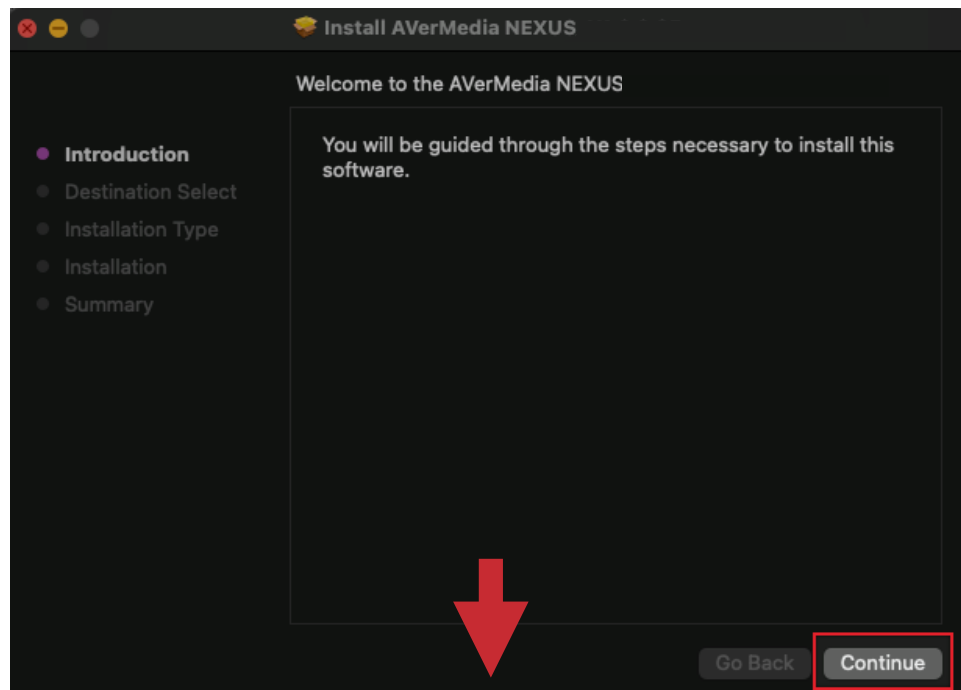 Install AVerMedia NEXUS
Welcome to the AVerMedia NEXUS
Introduction
Destination Select
Installation Type
Installation
Summary
You will be guided through the steps necessary to install this
software.
Go Back
Continue